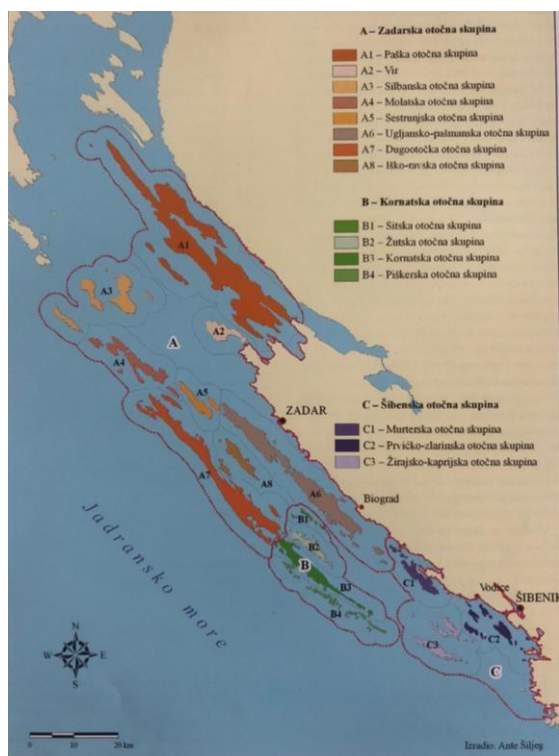 A – Zadarska otočna skupina
A1 – Paška otočna skupina
A2 – Vir
A3 – Silbanska otočna skupina
A4 – Molatska otočna skupina
A5 – Sestrunjska otočna skupina
A6 – Ugljansko-pašmanska otočna skupina
A7 – Dugootočka otočna skupina
A8 – Iško-ravska otočna skupina
B – Kornatska otočna skupina
B1 – Sitska otočna skupina
B2 – Žutska otočna skupina
B3 – Kornatska otočna skupina
B4 – Piškerska otočna skupina
C – Šibenska otočna skupina
C1 – Murterska otočna skupina
C2 – Prvićko-zlarinska otočna skupina
C3 – Žirajsko-kaprijska otočna skupina
A1
A3
A2
A
A4
A5
ZADAR
A7
A8
A6
Biograd
B1
B2
B
B3
B4
C1
Vodice
ŠIBENIK
C2
C3
C
Jadransko more
N
W E
S
0 10 20 km
Izradio: Ante Šiljeg